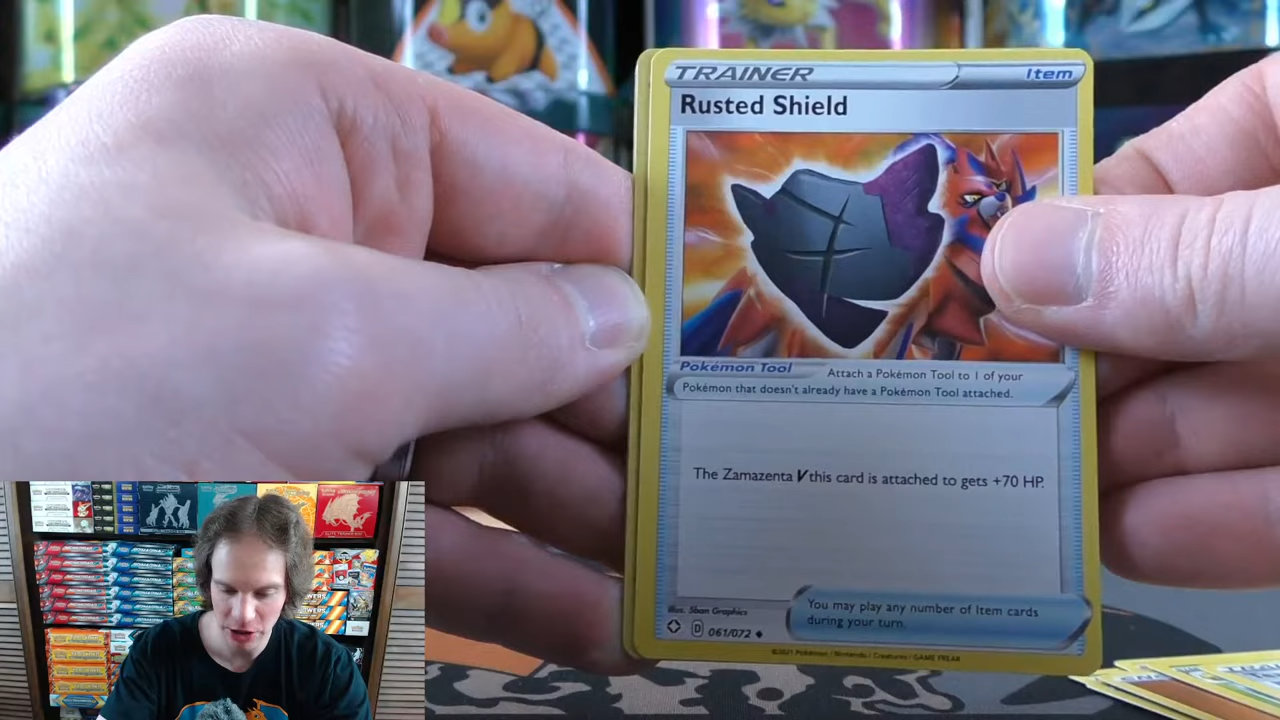 TRAINER Item
Rusted Shield
Pokémon Tool Attach a Pokémon Tool to 1 of your
Pokémon that doesn't already have a Pokémon Tool attached.
The Zamazenta V this card is attached to gets +70 HP.
You may play any number of Item cards
during your turn.
Illus. 5ban Graphics
D 061/072
©2021 Pokémon / Nintendo / Creatures / GAME FREAK